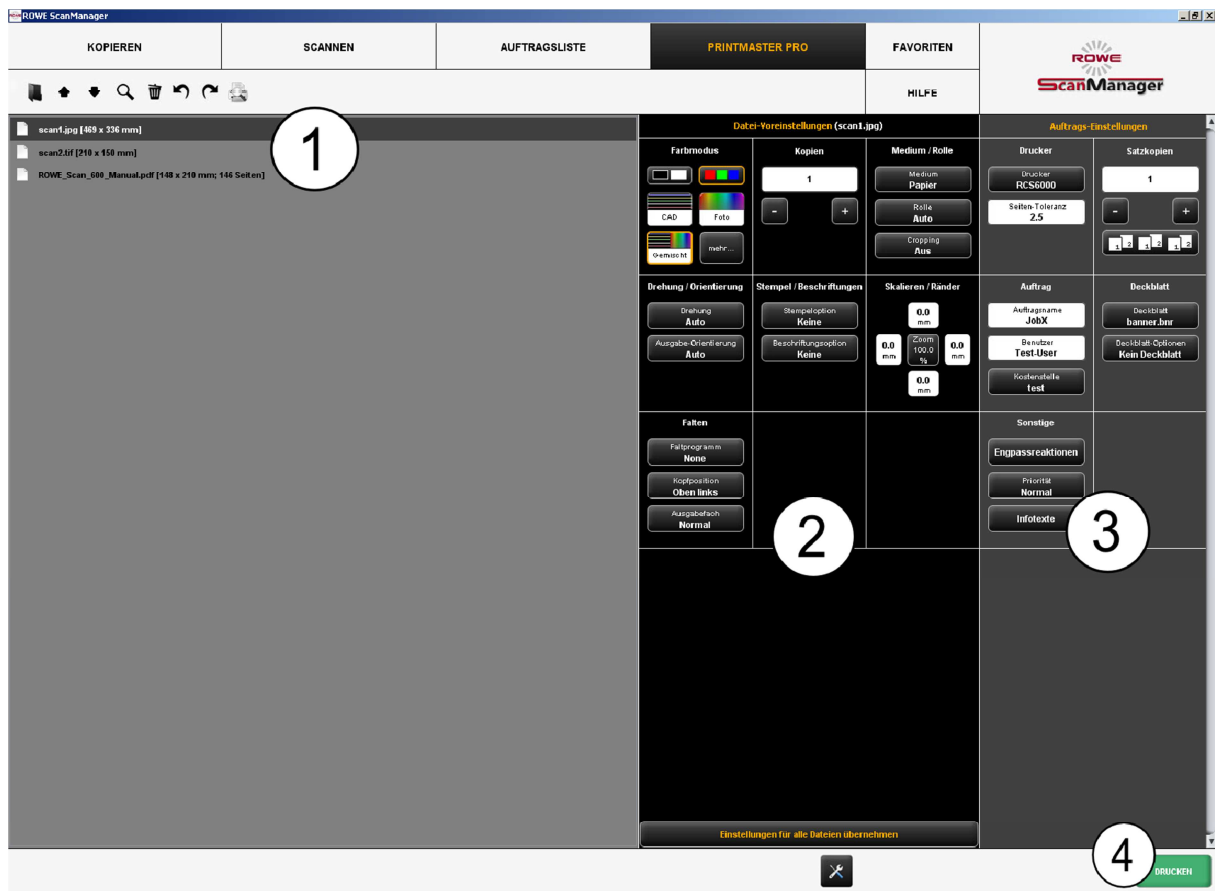 ROWE ScanManager
KOPIEREN
SCANNEN
AUFTRAGSLISTE
PRINTMASTER PRO
FAVORITEN
HILFE
ROWE
ScanManager
scan1.jpg [469 x 336 mm]
scan2.tif [210 x 150 mm]
ROWE_Scan_600_Manual.pdf [148 x 210 mm; 146 Seiten]
1
Datei-Voreinstellungen (scan1.jpg)
Farbmodus
CAD
Foto
Gemischt
mehr...
Kopien
1
-
+
Medium / Rolle
Medium
Papier
Rolle
Auto
Cropping
Aus
Drehung / Orientierung
Drehung
Auto
Ausgabe-Orientierung
Auto
Stempel / Beschriftungen
Stempeloption
Keine
Beschriftungsoption
Keine
Skalieren / Ränder
0.0
mm
0.0
mm
Zoom
100.0
%
0.0
mm
0.0
mm
Falten
Faltprogramm
None
Kopfposition
Oben links
Ausgabefach
Normal
2
Einstellungen für alle Dateien übernehmen
Auftrags-Einstellungen
Drucker
Drucker
RCS6000
Seiten-Toleranz
2.5
Satzkopien
1
-
+
1 2 1 2 1 2
Auftrag
Auftragsname
JobX
Benutzer
Test-User
Kostenstelle
test
Deckblatt
Deckblatt
banner.bnr
Deckblatt-Optionen
Kein Deckblatt
Sonstige
Engpassreaktionen
Priorität
Normal
Infotexte
3
4
DRUCKEN